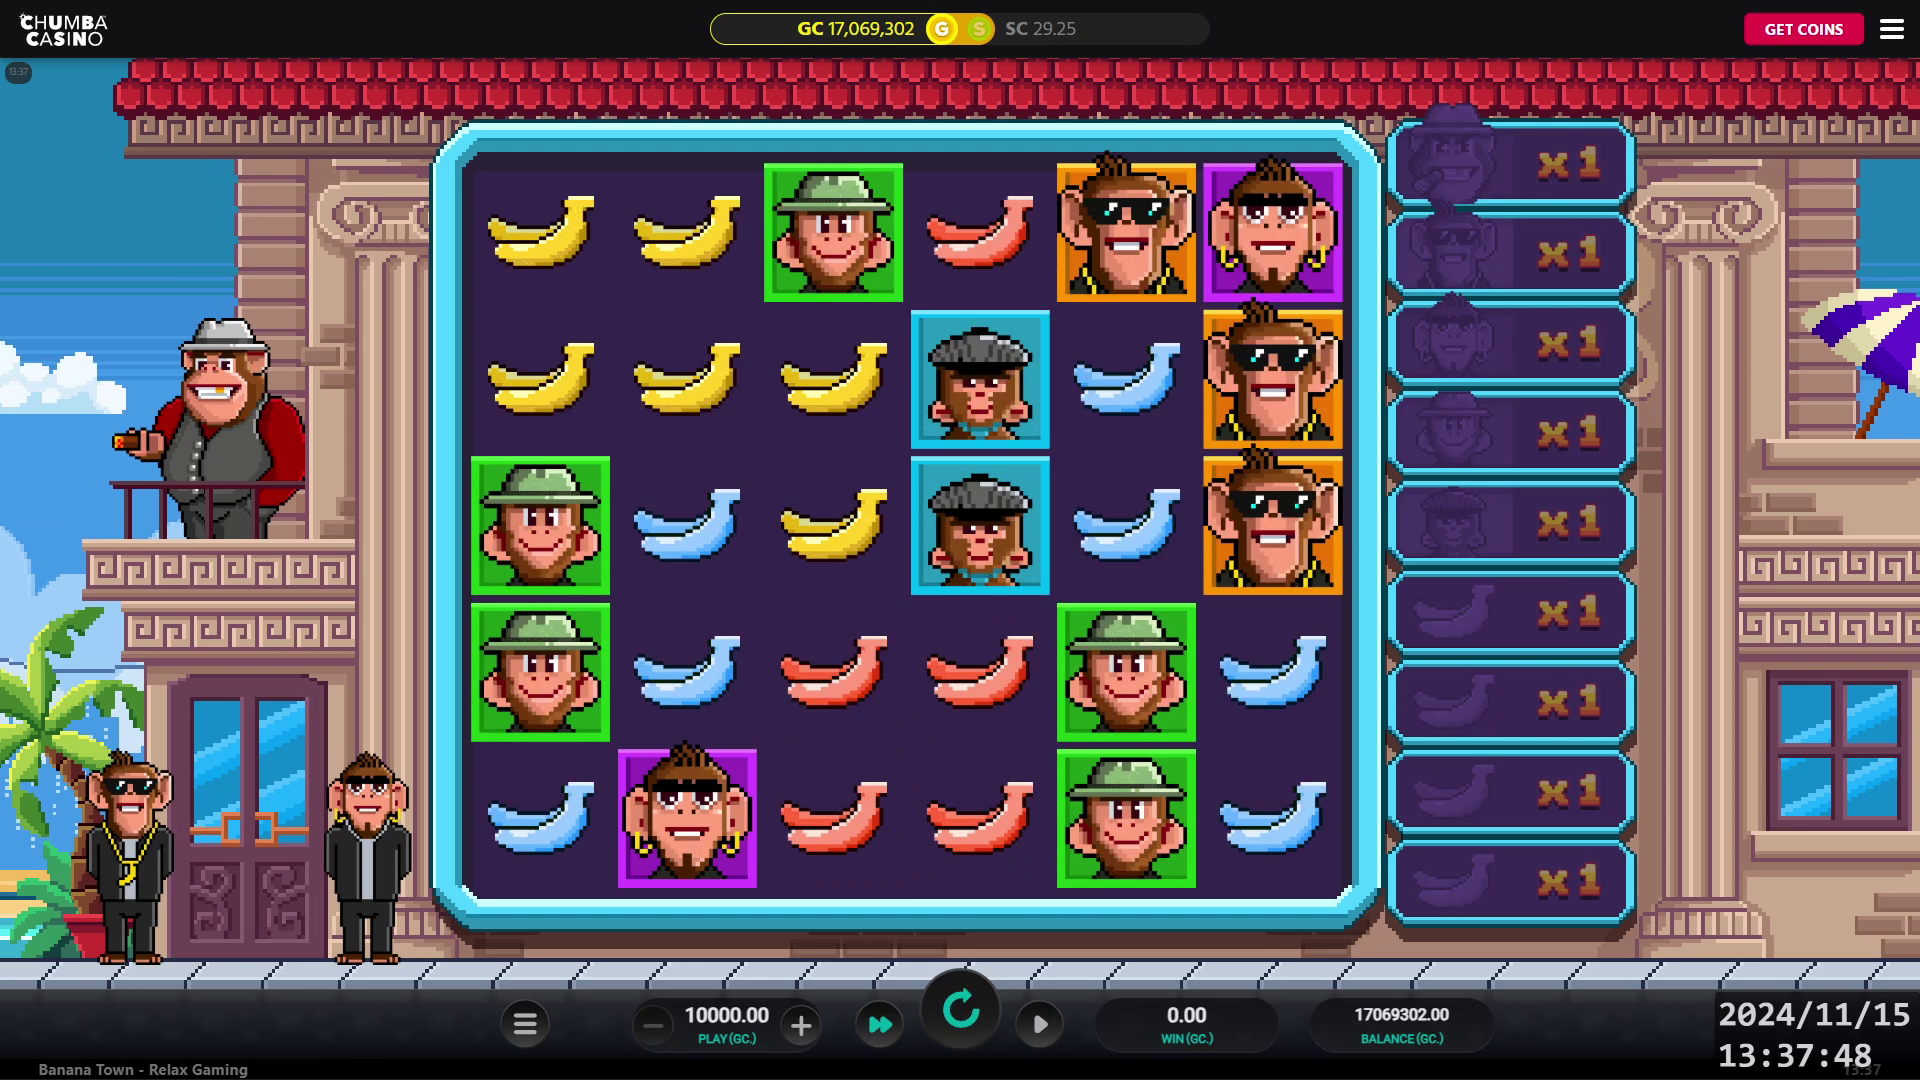 CHUMBA
CASINO
GC 17,069,302
G
S
SC 29.25
GET COINS
13:37
x1
x1
x1
x1
x1
x1
x1
x1
x1
10000.00
PLAY (GC.)
0.00
WIN (GC.)
17069302.00
BALANCE (GC.)
2024/11/15
13:37:48
13:37
Banana Town - Relax Gaming